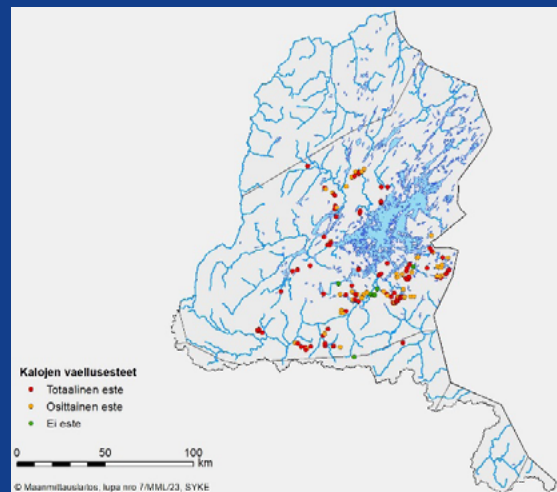 Kalojen vaellusesteet
Totaalinen este
Osittainen este
Ei este
0 50 100
km
© Maanmittauslaitos, lupa nro 7/MML/23, SYKE